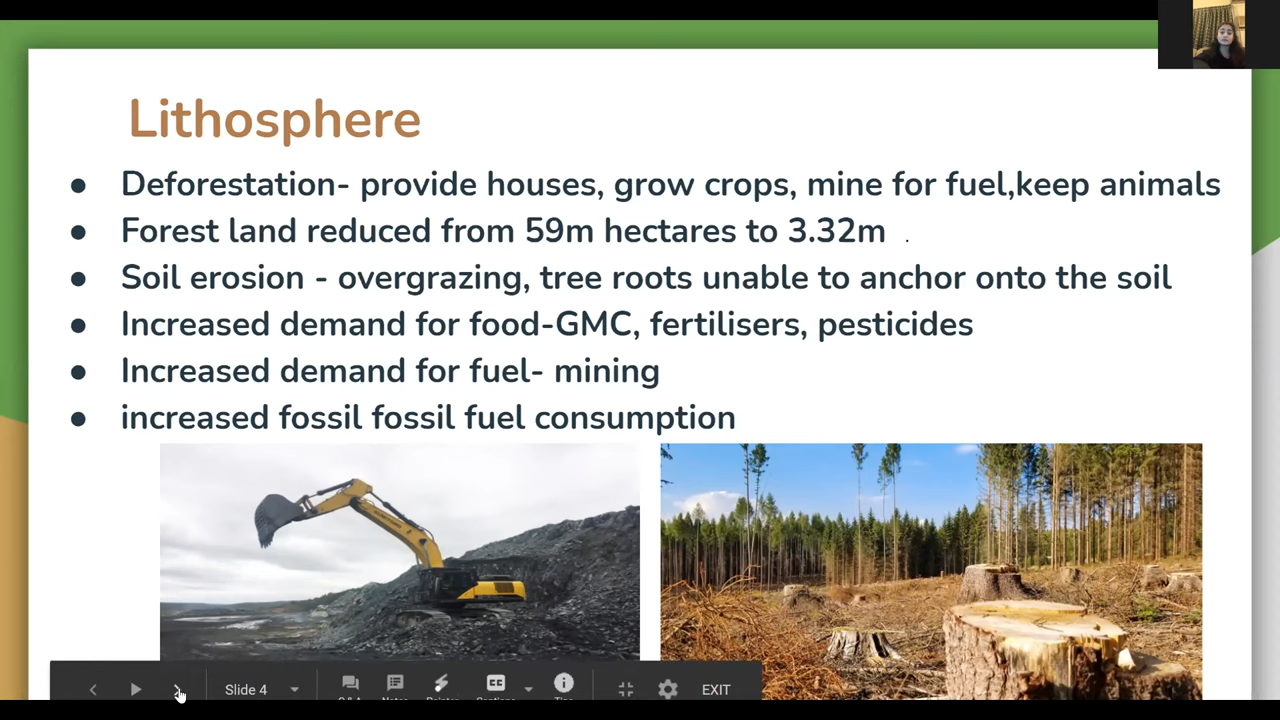 Lithosphere
● Deforestation- provide houses, grow crops, mine for fuel,keep animals
● Forest land reduced from 59m hectares to 3.32m .
● Soil erosion - overgrazing, tree roots unable to anchor onto the soil
● Increased demand for food-GMC, fertilisers, pesticides
● Increased demand for fuel- mining
● increased fossil fossil fuel consumption
Slide 4
CC
EXIT